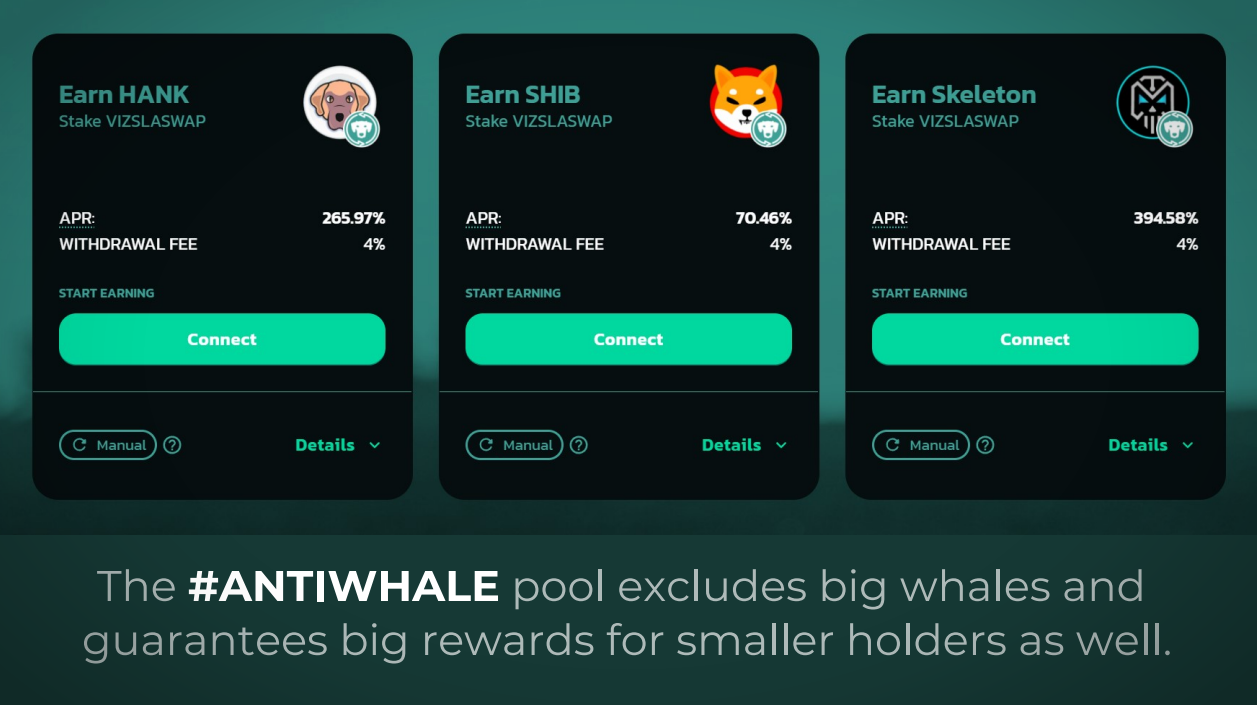 Earn HANK
Stake VIZSLASWAP
APR:
265.97%
WITHDRAWAL FEE
4%
START EARNING
Connect
Manual
Details
Earn SHIB
Stake VIZSLASWAP
APR:
70.46%
WITHDRAWAL FEE
4%
START EARNING
Connect
Manual
Details
Earn Skeleton
Stake VIZSLASWAP
APR:
394.58%
WITHDRAWAL FEE
4%
START EARNING
Connect
Manual
Details
The #ANTIWHALE pool excludes big whales and
guarantees big rewards for smaller holders as well.